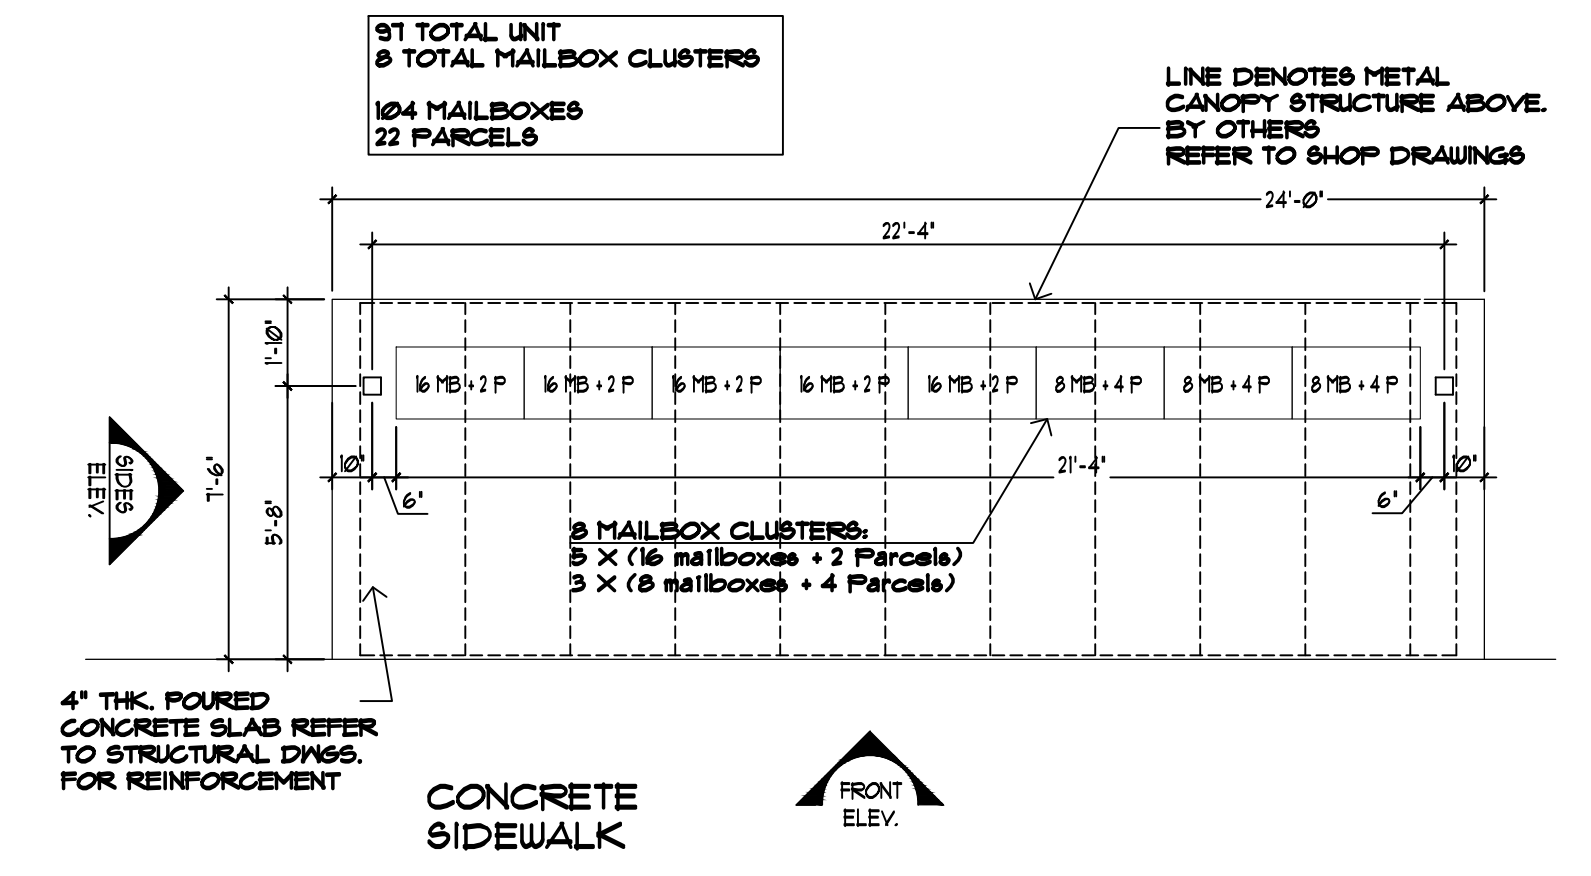 97 TOTAL UNIT
8 TOTAL MAILBOX CLUSTERS
104 MAILBOXES
22 PARCELS
LINE DENOTES METAL
CANOPY STRUCTURE ABOVE.
BY OTHERS
REFER TO SHOP DRAWINGS
24'-0"
22'-4"
1'-10"
16 MB + 2 P
16 MB + 2 P
16 MB + 2 P
16 MB + 2 P
16 MB + 2 P
8 MB + 4 P
8 MB + 4 P
8 MB + 4 P
10"
21'-4"
10"
6"
6"
SIDES
ELEV.
7'-6"
5'-8"
8 MAILBOX CLUSTERS:
5 X (16 mailboxes + 2 Parcels)
3 X (8 mailboxes + 4 Parcels)
4" THK. POURED
CONCRETE SLAB REFER
TO STRUCTURAL DWGS.
FOR REINFORCEMENT
CONCRETE
SIDEWALK
FRONT
ELEV.